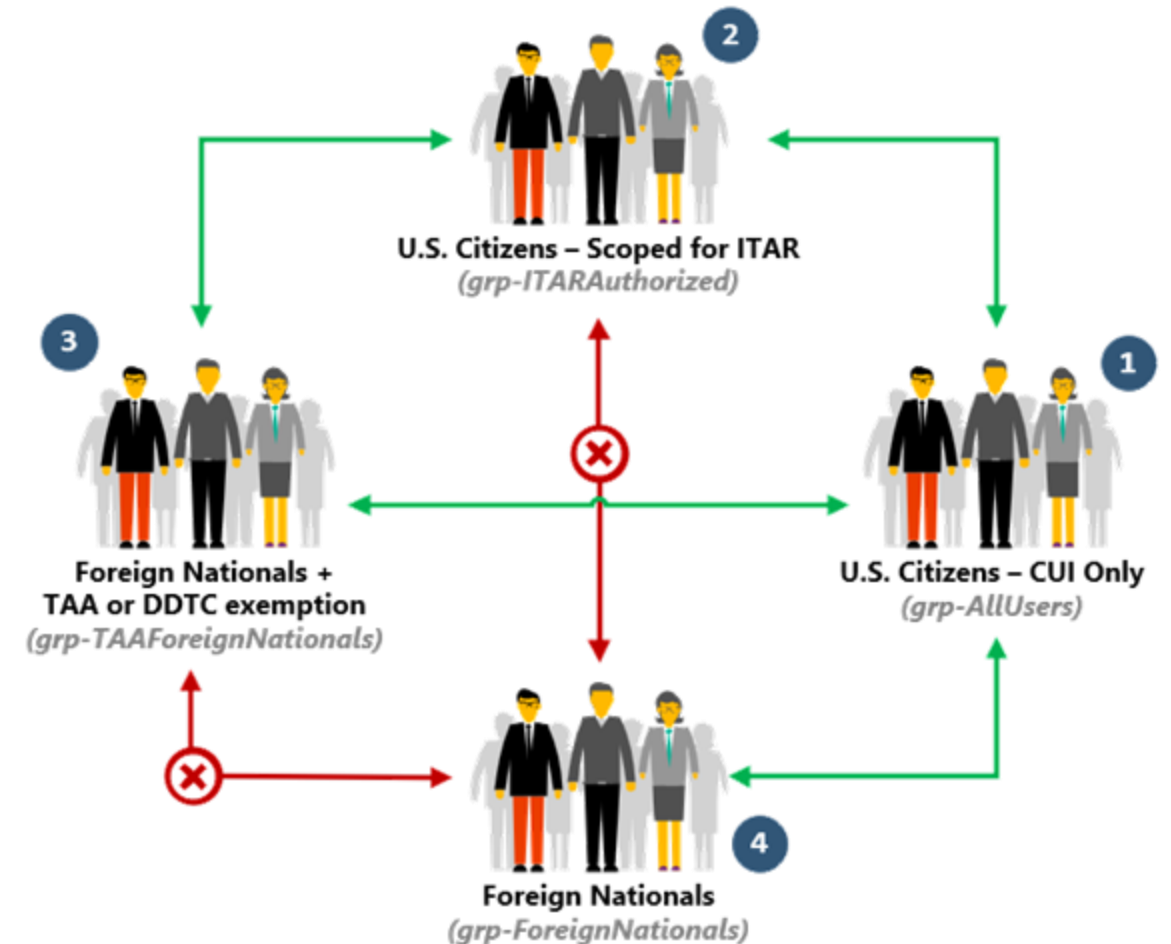 2
U.S. Citizens – Scoped for ITAR
(grp-ITARAuthorized)
3
1
Foreign Nationals +
TAA or DDTC exemption
(grp-TAAForeignNationals)
U.S. Citizens – CUI Only
(grp-AllUsers)
4
Foreign Nationals
(grp-ForeignNationals)